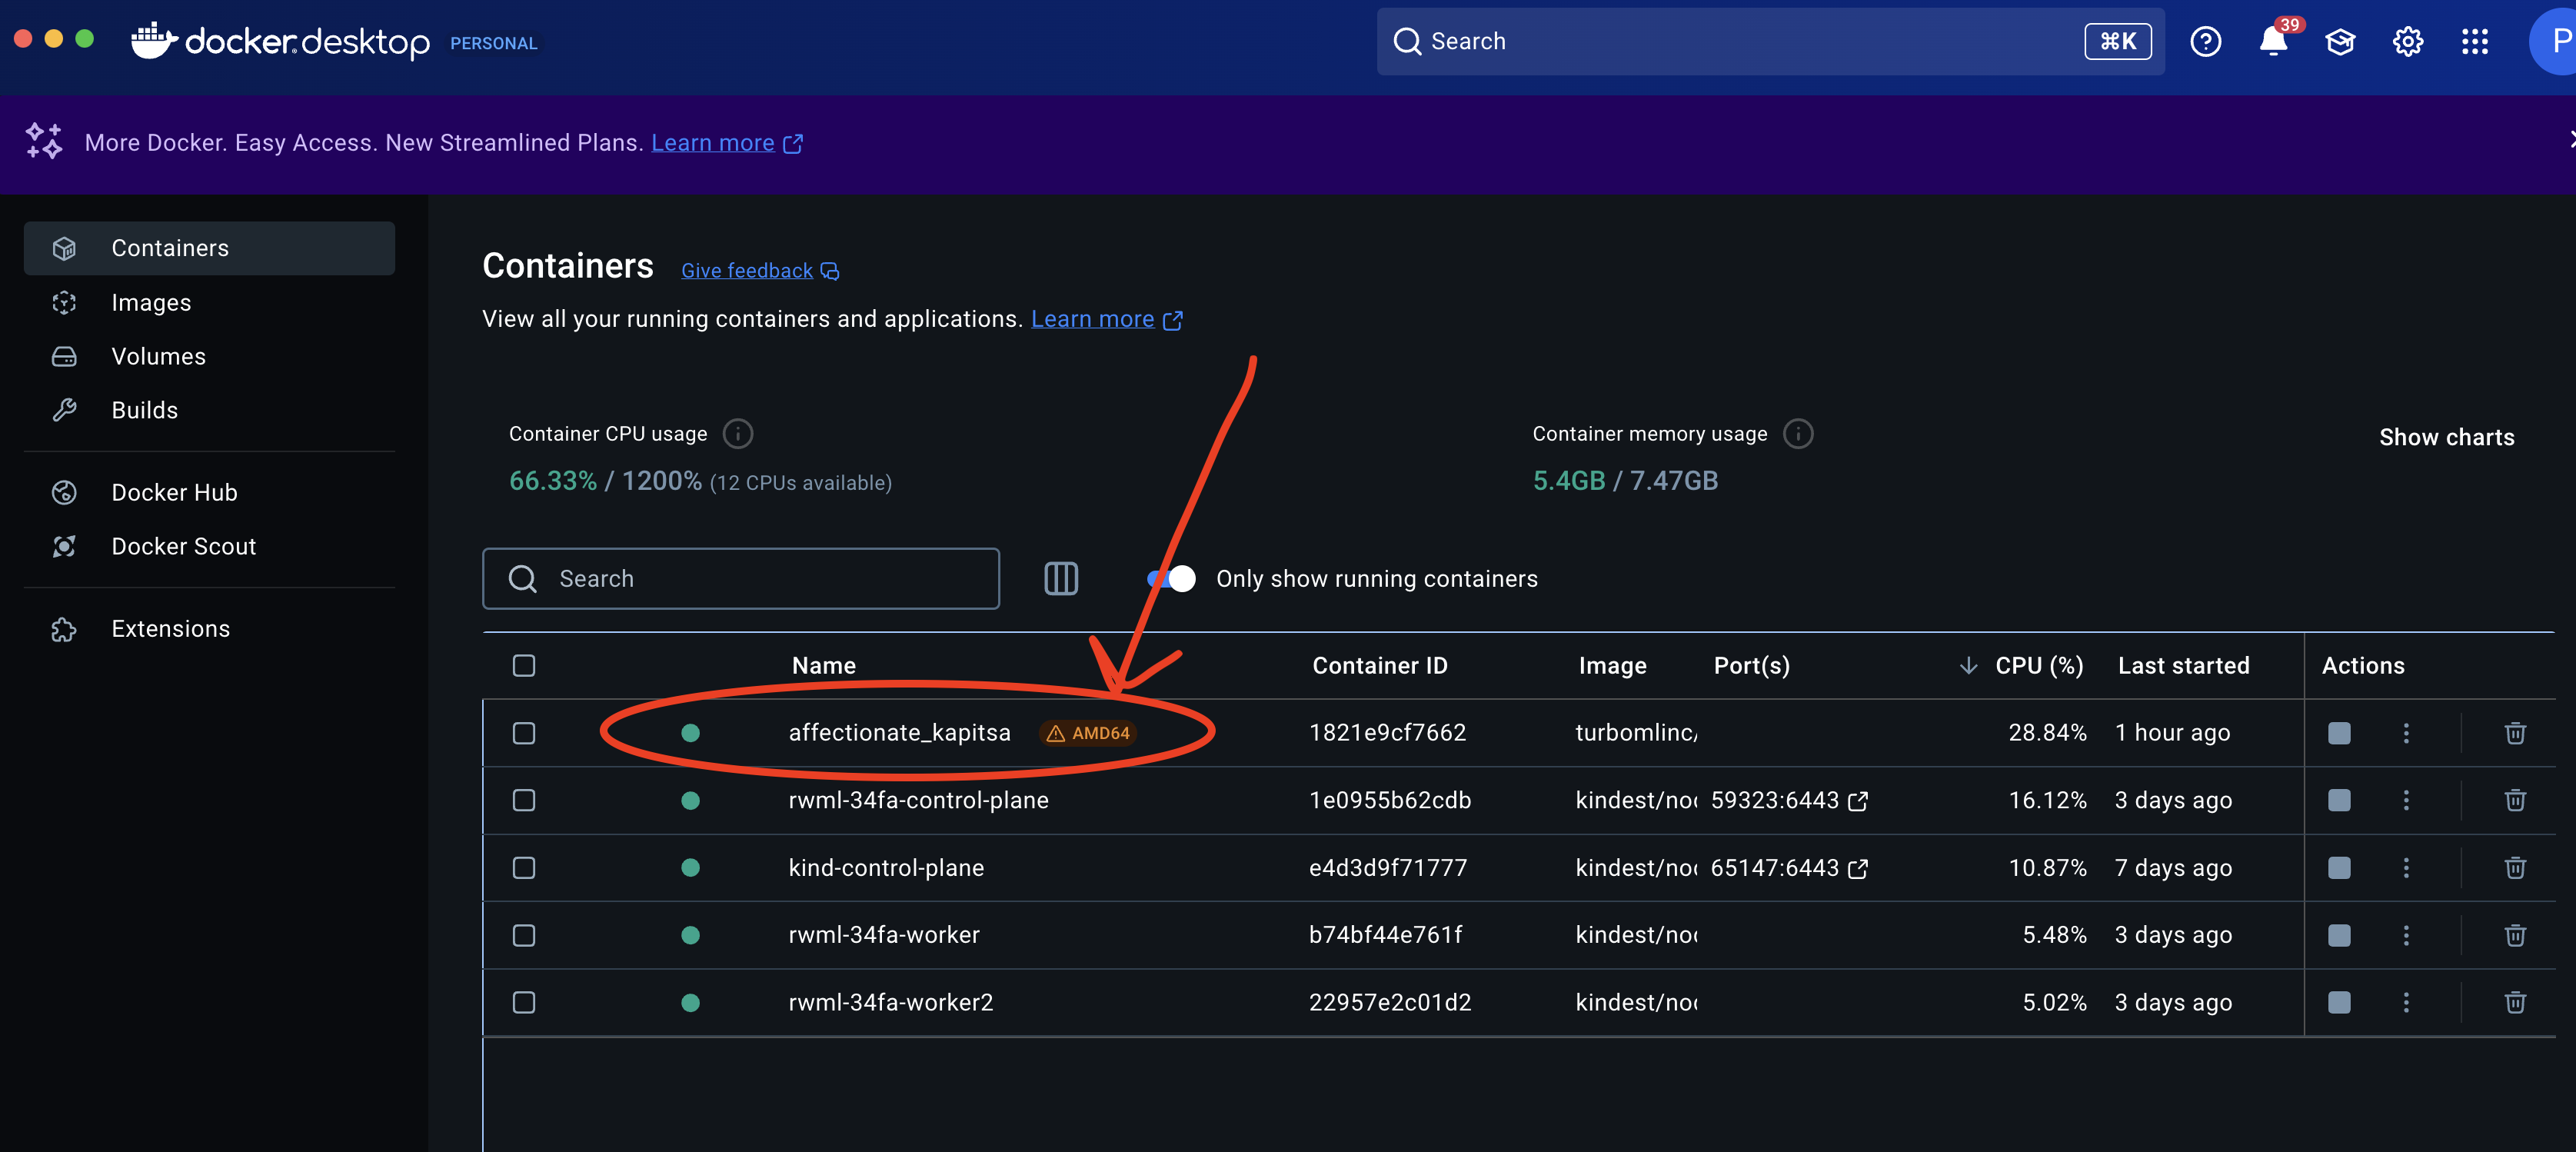 docker.desktop PERSONAL Search ⌘K 39 P
More Docker. Easy Access. New Streamlined Plans. Learn more
Containers
Images
Volumes
Builds
Docker Hub
Docker Scout
Extensions
Containers Give feedback
View all your running containers and applications. Learn more
Container CPU usage
66.33% / 1200% (12 CPUs available)
Container memory usage
5.4GB / 7.47GB
Show charts
Search
Only show running containers
Name Container ID Image Port(s) CPU (%) Last started Actions
affectionate_kapitsa AMD64 1821e9cf7662 turbomlinc/ 28.84% 1 hour ago
rwml-34fa-control-plane 1e0955b62cdb kindest/no 59323:6443 16.12% 3 days ago
kind-control-plane e4d3d9f71777 kindest/no 65147:6443 10.87% 7 days ago
rwml-34fa-worker b74bf44e761f kindest/no 5.48% 3 days ago
rwml-34fa-worker2 22957e2c01d2 kindest/no 5.02% 3 days ago